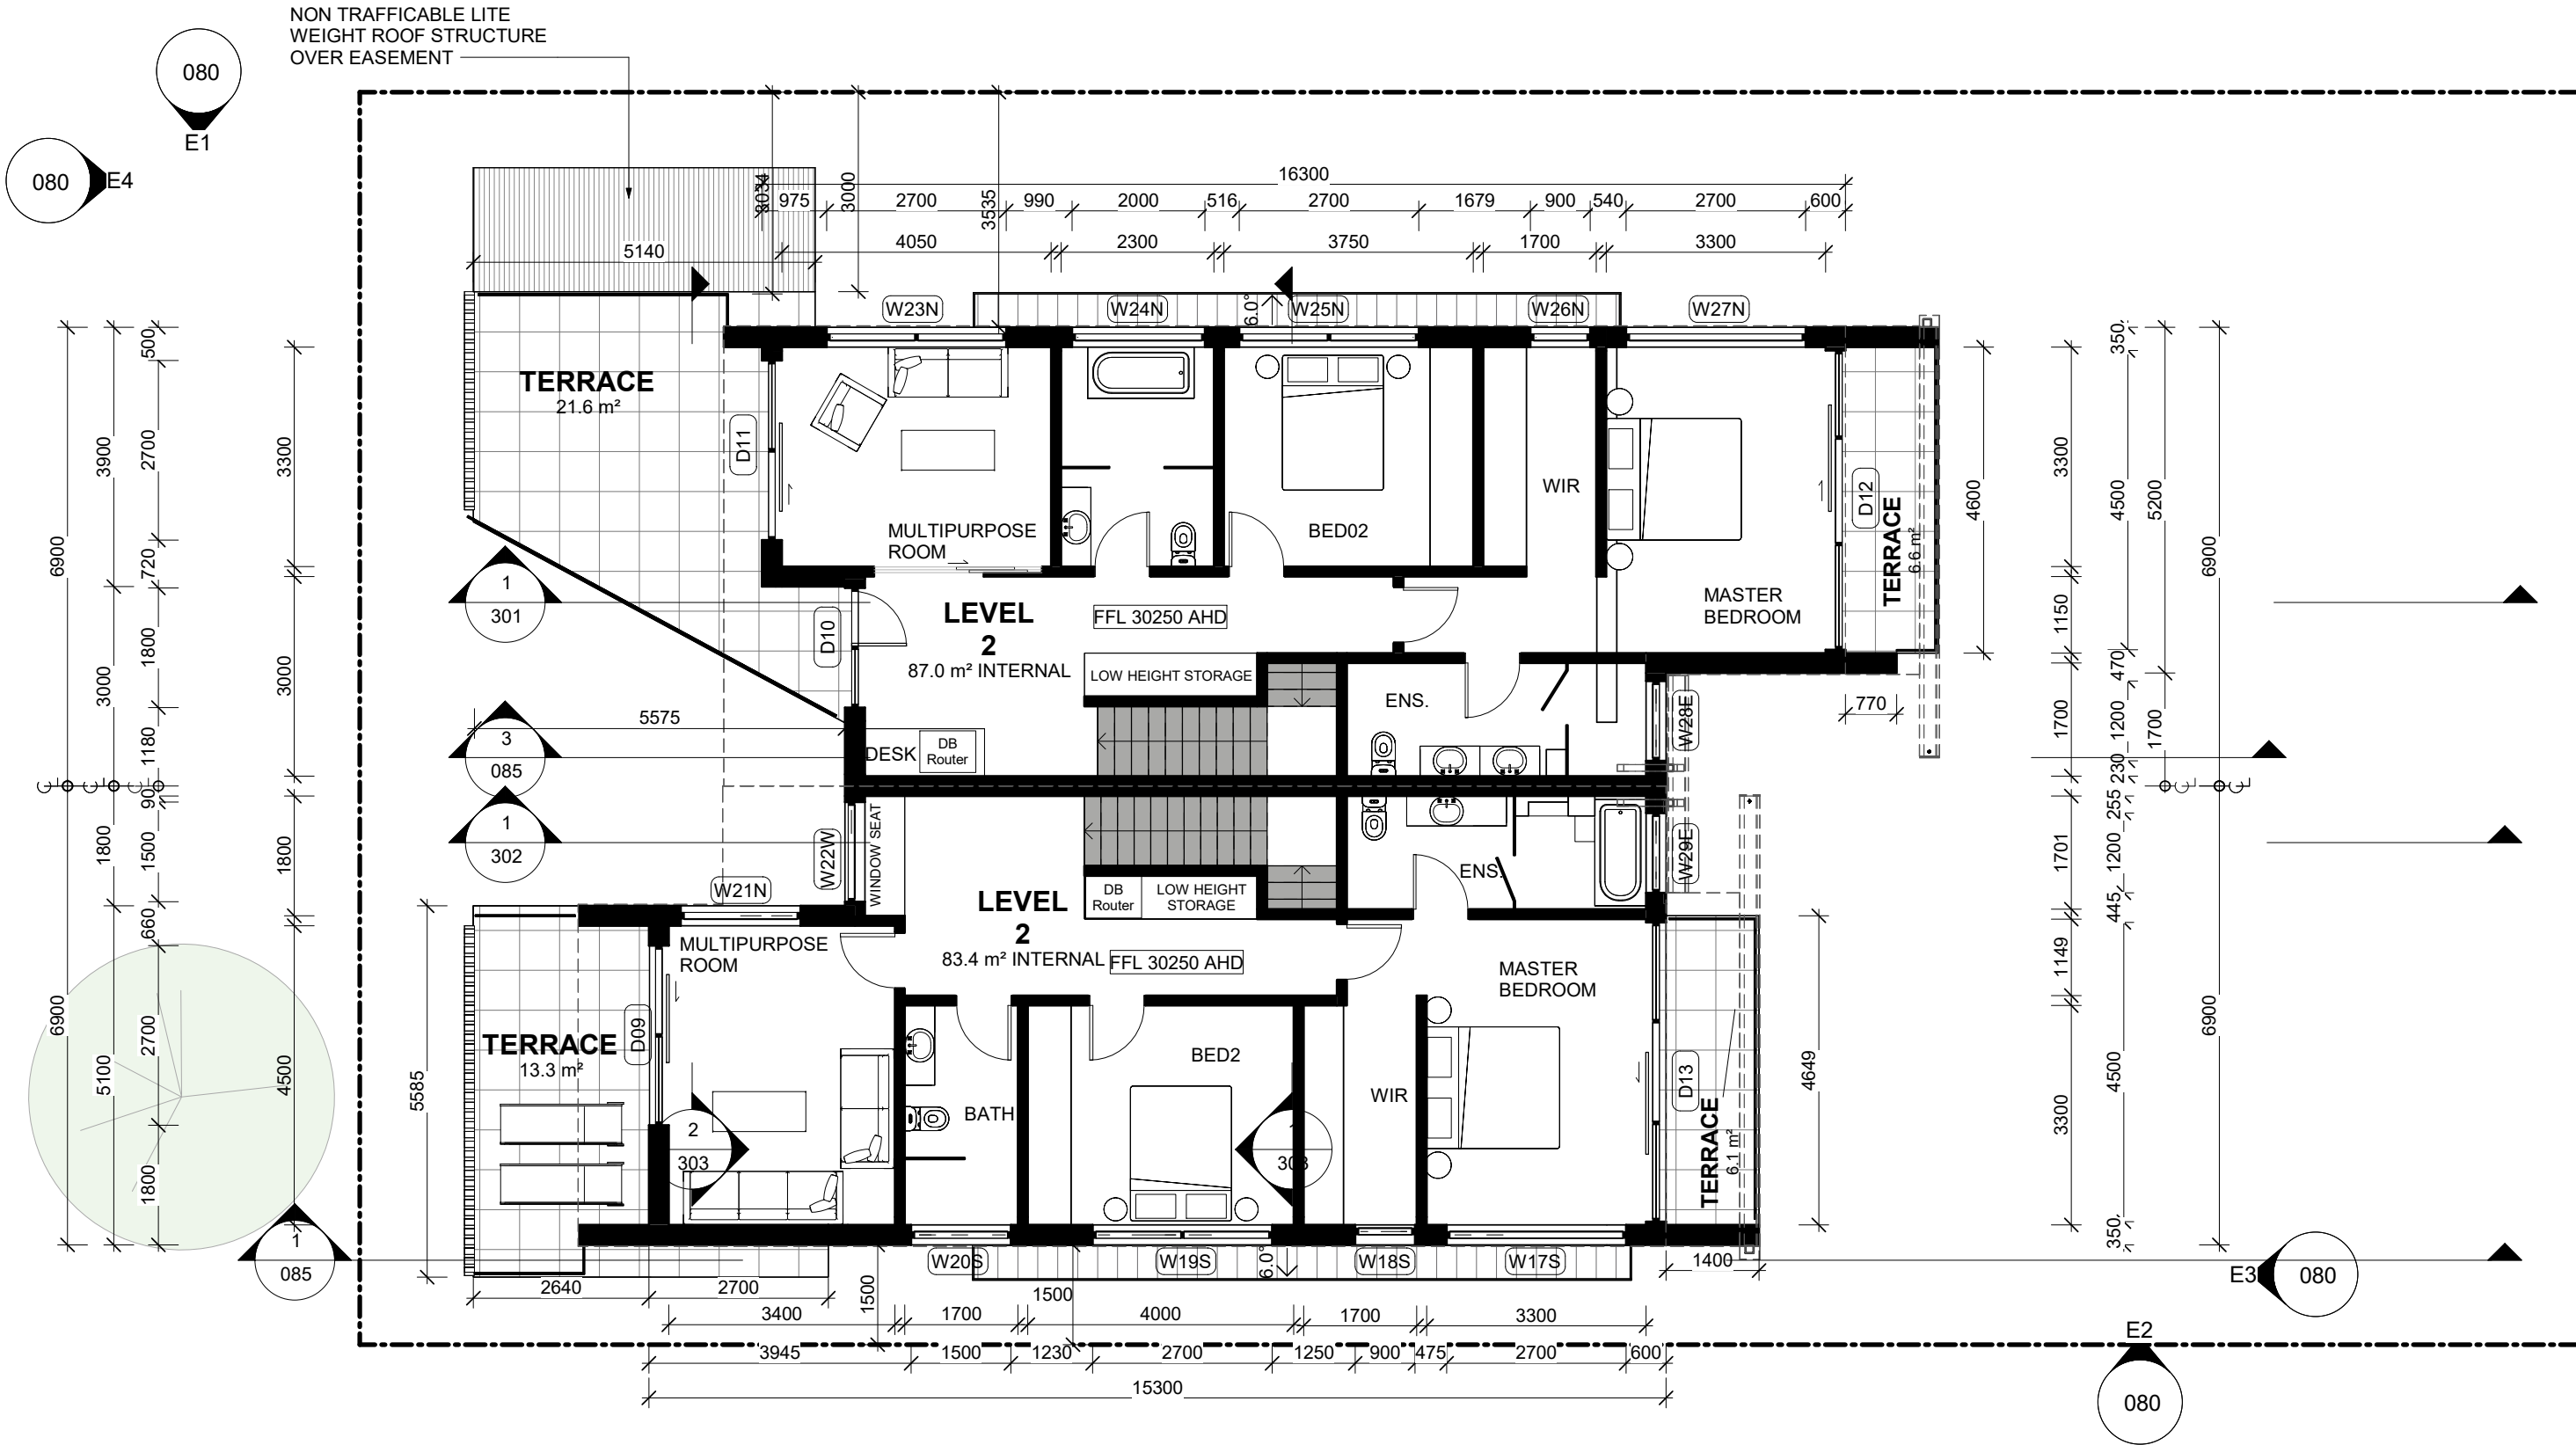 NON TRAFFICABLE LITE
WEIGHT ROOF STRUCTURE
OVER EASEMENT
080
E1
080
E4
16300
3034
975
2700
3000
990
3535
2000
516
2700
1679
900
540
2700
600
5140
4050
2300
3750
1700
3300
W23N
W24N
6.0°
W25N
W26N
W27N
TERRACE
21.6 m²
D11
MULTIPURPOSE
ROOM
BED02
WIR
MASTER
BEDROOM
D12
TERRACE
6.6 m²
500
3900
2700
3300
6900
720
1800
3000
3000
1180
90
1800
1500
1800
660
6900
5100
2700
4500
1800
5585
1
301
3
085
1
302
5575
D10
LEVEL
2
87.0 m² INTERNAL
FFL 30250 AHD
LOW HEIGHT STORAGE
DESK
DB
Router
ENS.
W28E
770
4600
350
3300
4500
5200
6900
1150
470
1700
1200
1700
230
255
1701
1200
445
1149
4500
6900
3300
350
4649
W22W
WINDOW SEAT
W21N
W29E
ENS.
DB
Router
LOW HEIGHT
STORAGE
LEVEL
2
83.4 m² INTERNAL
FFL 30250 AHD
MULTIPURPOSE
ROOM
MASTER
BEDROOM
TERRACE
13.3 m²
D09
BATH
BED2
WIR
D13
TERRACE
6.1 m²
2
303
303
1
085
W20S
W19S
6.0°
W18S
W17S
1400
E3
080
2640
2700
1500
1500
3400
1700
4000
1700
3300
3945
1500
1230
2700
1250
900
475
2700
600
15300
E2
080